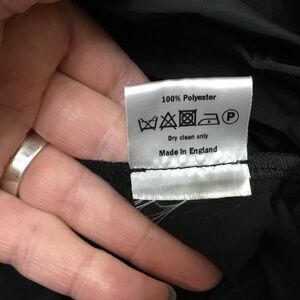 100% Polyester
P
Dry clean only
Made In England